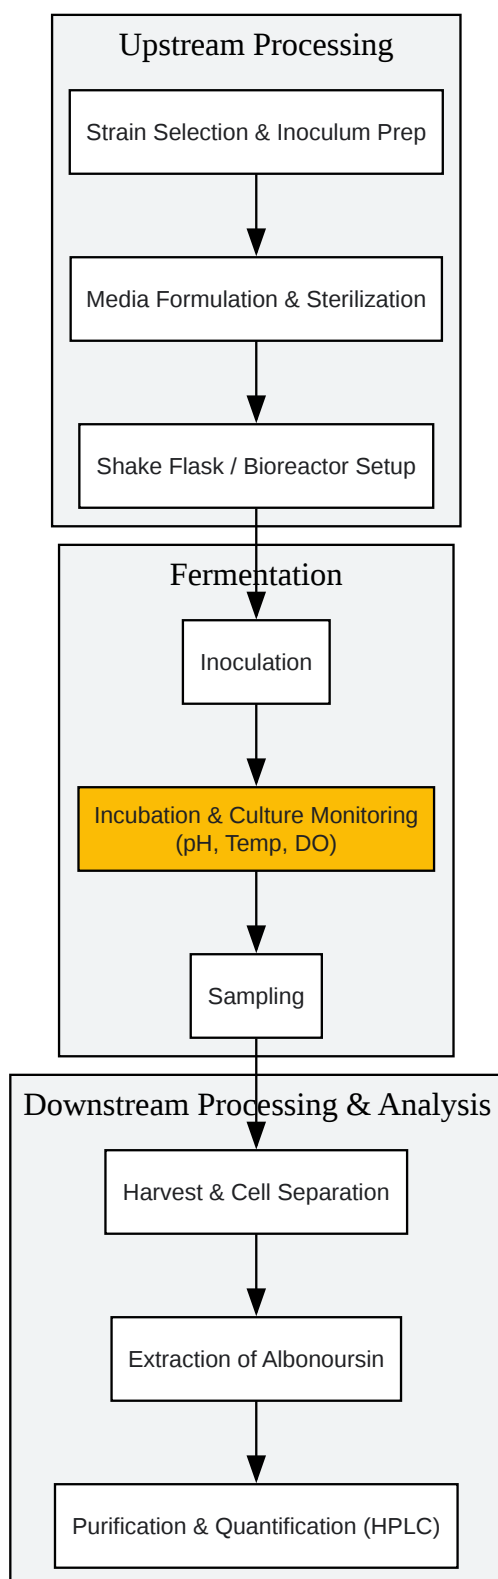 Upstream Processing
Strain Selection & Inoculum Prep
Media Formulation & Sterilization
Shake Flask / Bioreactor Setup
Fermentation
Inoculation
Incubation & Culture Monitoring
(pH, Temp, DO)
Sampling
Downstream Processing & Analysis
Harvest & Cell Separation
Extraction of Albonoursin
Purification & Quantification (HPLC)